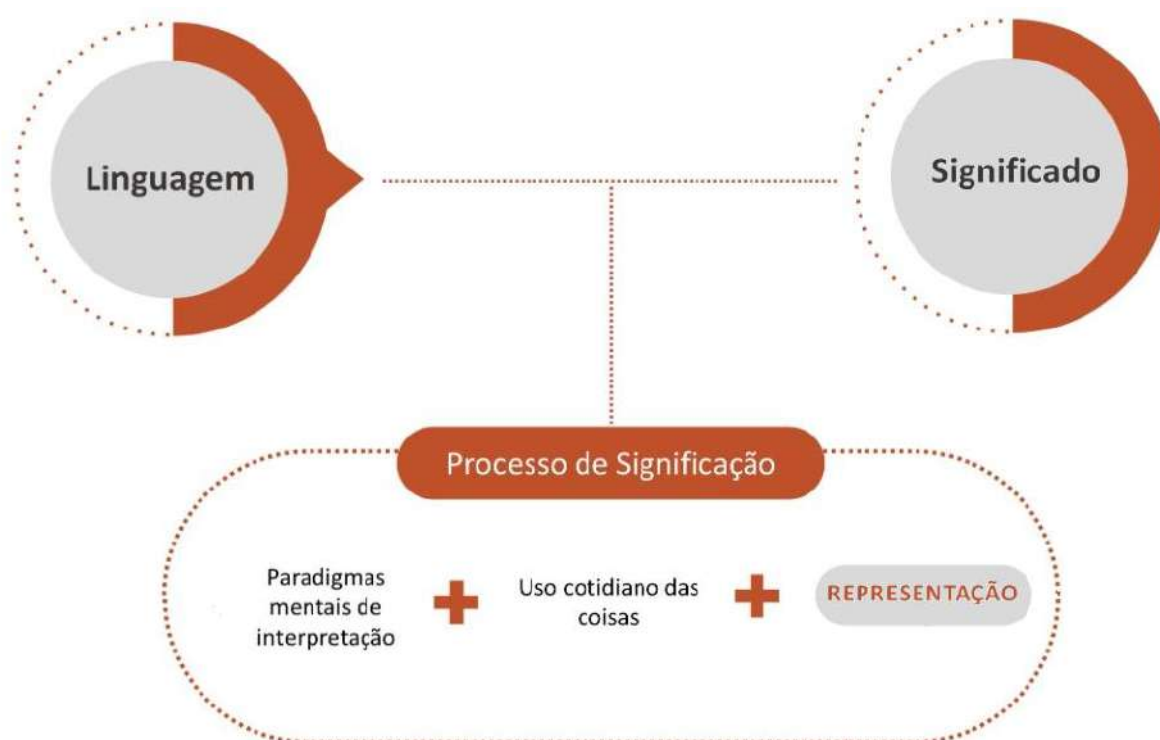 Linguagem
Significado
Processo de Significação
Paradigmas
mentais de
interpretação
Uso cotidiano das
coisas
REPRESENTAÇÃO